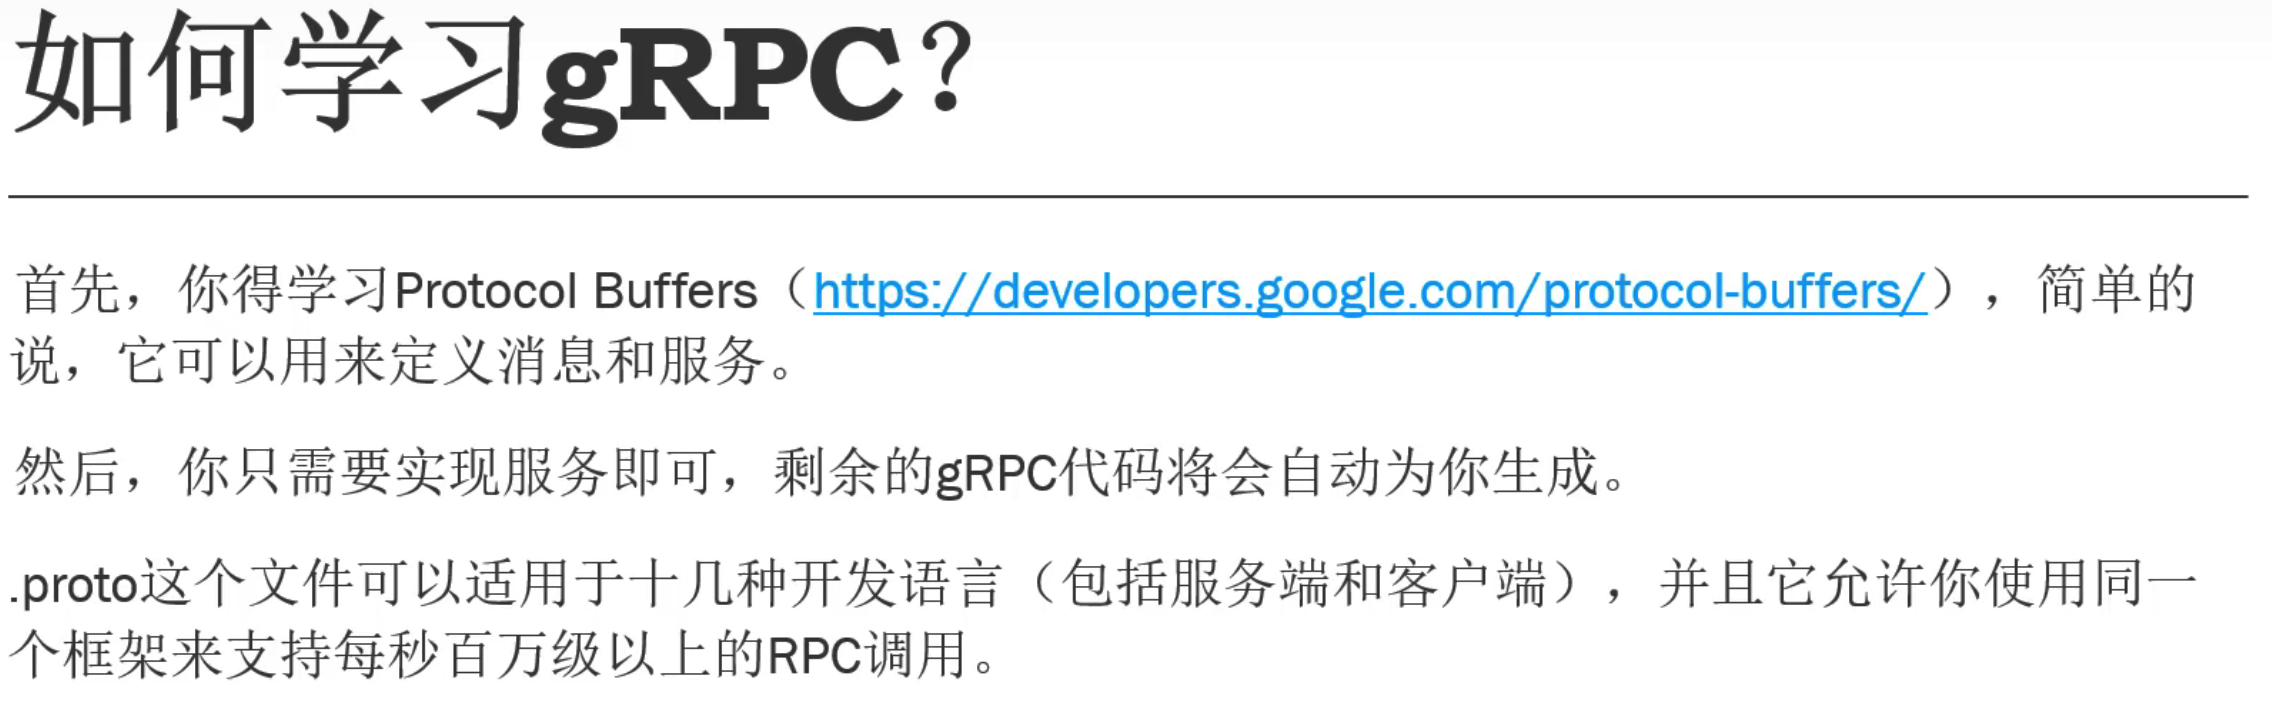 如何学习gRPC?
首先，你得学习Protocol Buffers（https://developers.google.com/protocol-buffers/），简单的
说，它可以用来定义消息和服务。
然后，你只需要实现服务即可，剩余的gRPC代码将会自动为你生成。
.proto这个文件可以适用于十几种开发语言（包括服务端和客户端），并且它允许你使用同一
个框架来支持每秒百万级以上的RPC调用。